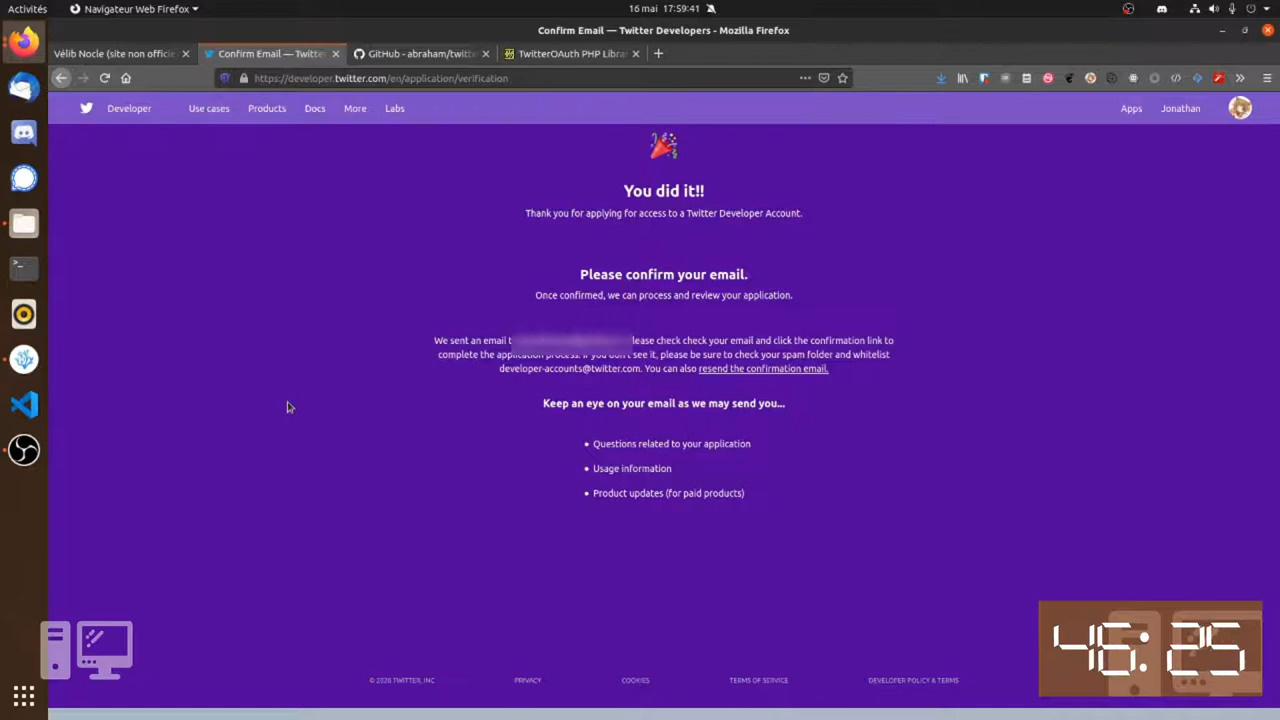 Activités
Navigateur Web Firefox
16 mai 17:59:41
Confirm Email — Twitter Developers - Mozilla Firefox
Vélib Nocle (site non officie
Confirm Email — Twitte
GitHub - abraham/twitte
TwitterOAuth PHP Libra
https://developer.twitter.com/en/application/verification
Developer
Use cases
Products
Docs
More
Labs
Apps
Jonathan
You did it!!
Thank you for applying for access to a Twitter Developer Account.
Please confirm your email.
Once confirmed, we can process and review your application.
We sent an email t lease check check your email and click the confirmation link to
complete the application process. If you don't see it, please be sure to check your spam folder and whitelist
developer-accounts@twitter.com. You can also resend the confirmation email.
Keep an eye on your email as we may send you...
• Questions related to your application
• Usage information
• Product updates (for paid products)
© 2020 TWITTER, INC
PRIVACY
COOKIES
TERMS OF SERVICE
DEVELOPER POLICY & TERMS
46:25